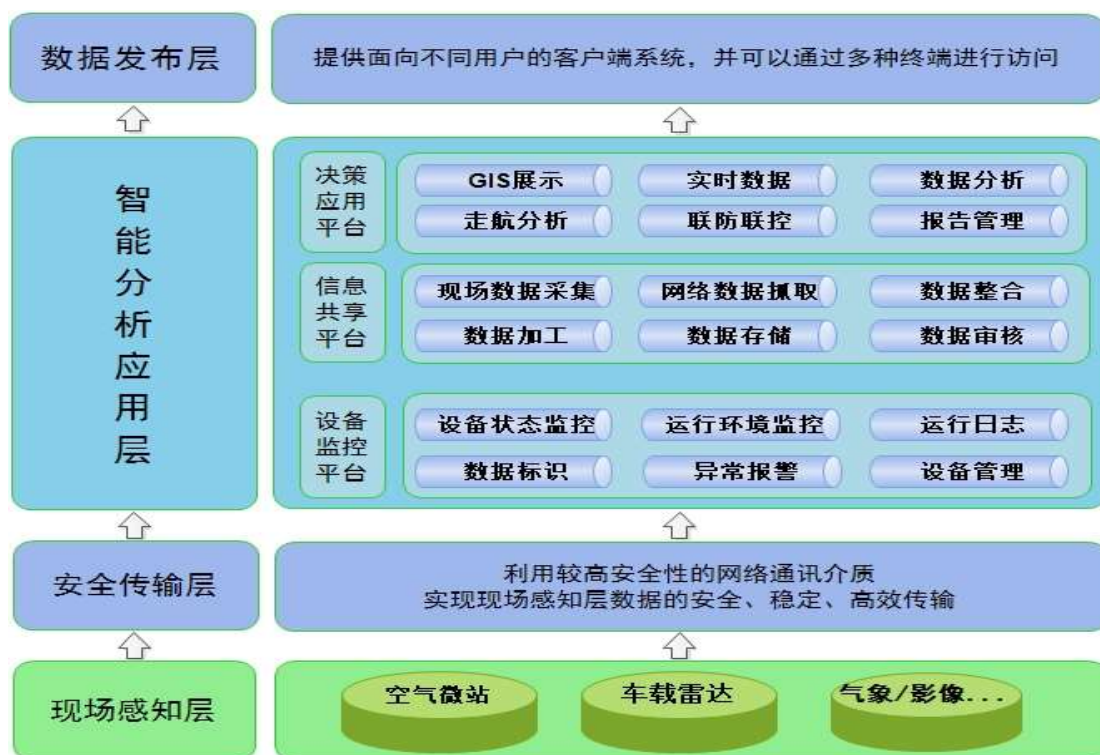 数据发布层
提供面向不同用户的客户端系统，并可以通过多种终端进行访问
智能分析应用层
决策
应用
平台
GIS展示
实时数据
数据分析
走航分析
联防联控
报告管理
信息
共享
平台
现场数据采集
网络数据抓取
数据整合
数据加工
数据存储
数据审核
设备
监控
平台
设备状态监控
运行环境监控
运行日志
数据标识
异常报警
设备管理
安全传输层
利用较高安全性的网络通讯介质
实现现场感知层数据的安全、稳定、高效传输
现场感知层
空气微站
车载雷达
气象/影像...